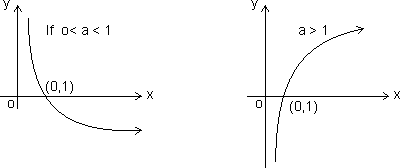 y
If o< a < 1
(0,1)
x
o
y
a > 1
x
o
(0,1)